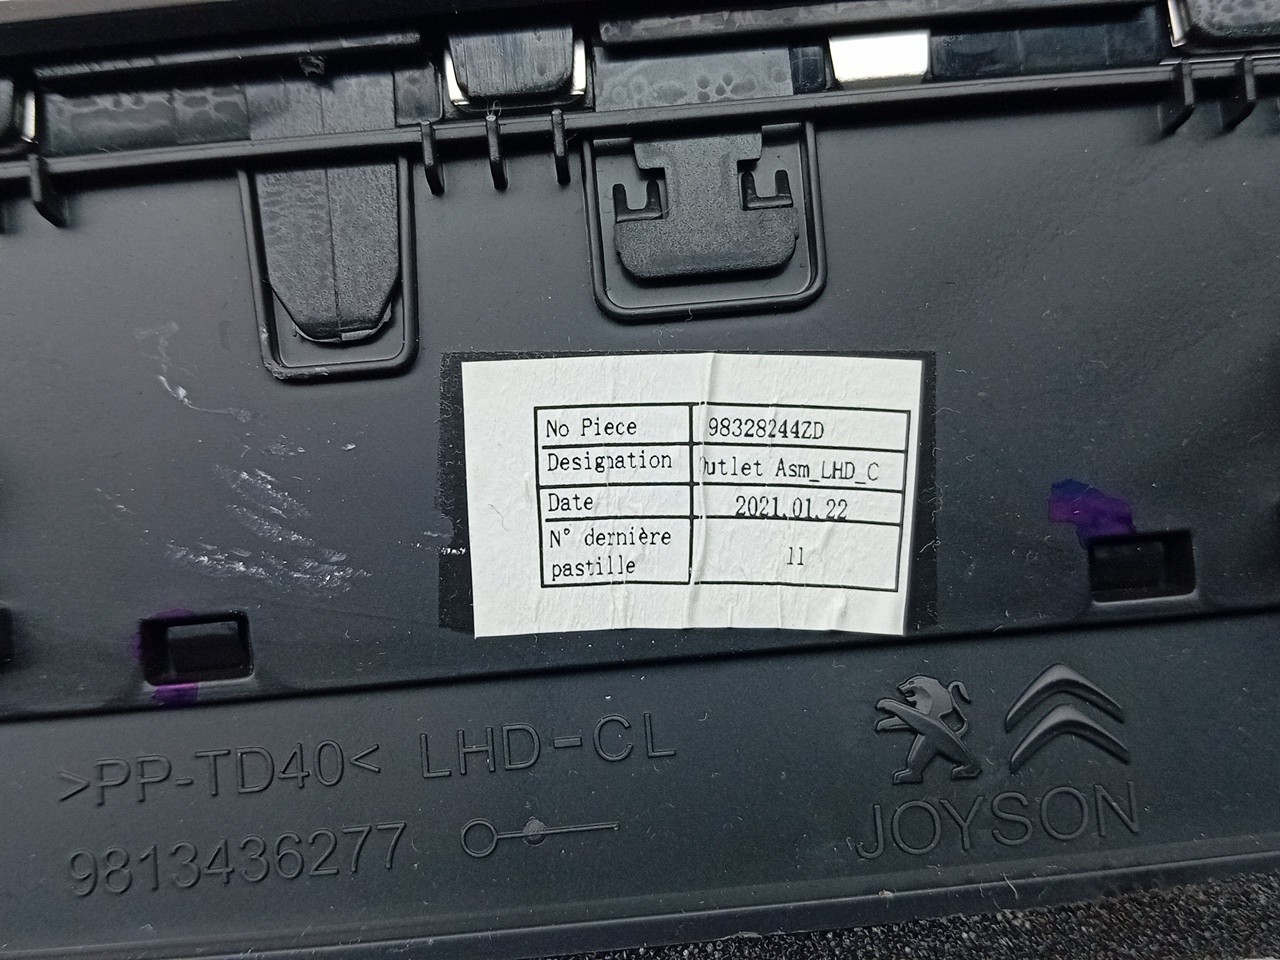 No Piece 98328244ZD
Designation Outlet Asm_LHD_C
Date 2021.01.22
N° dernière
pastille 11
>PP-TD40< LHD-CL
9813436277
JOYSON